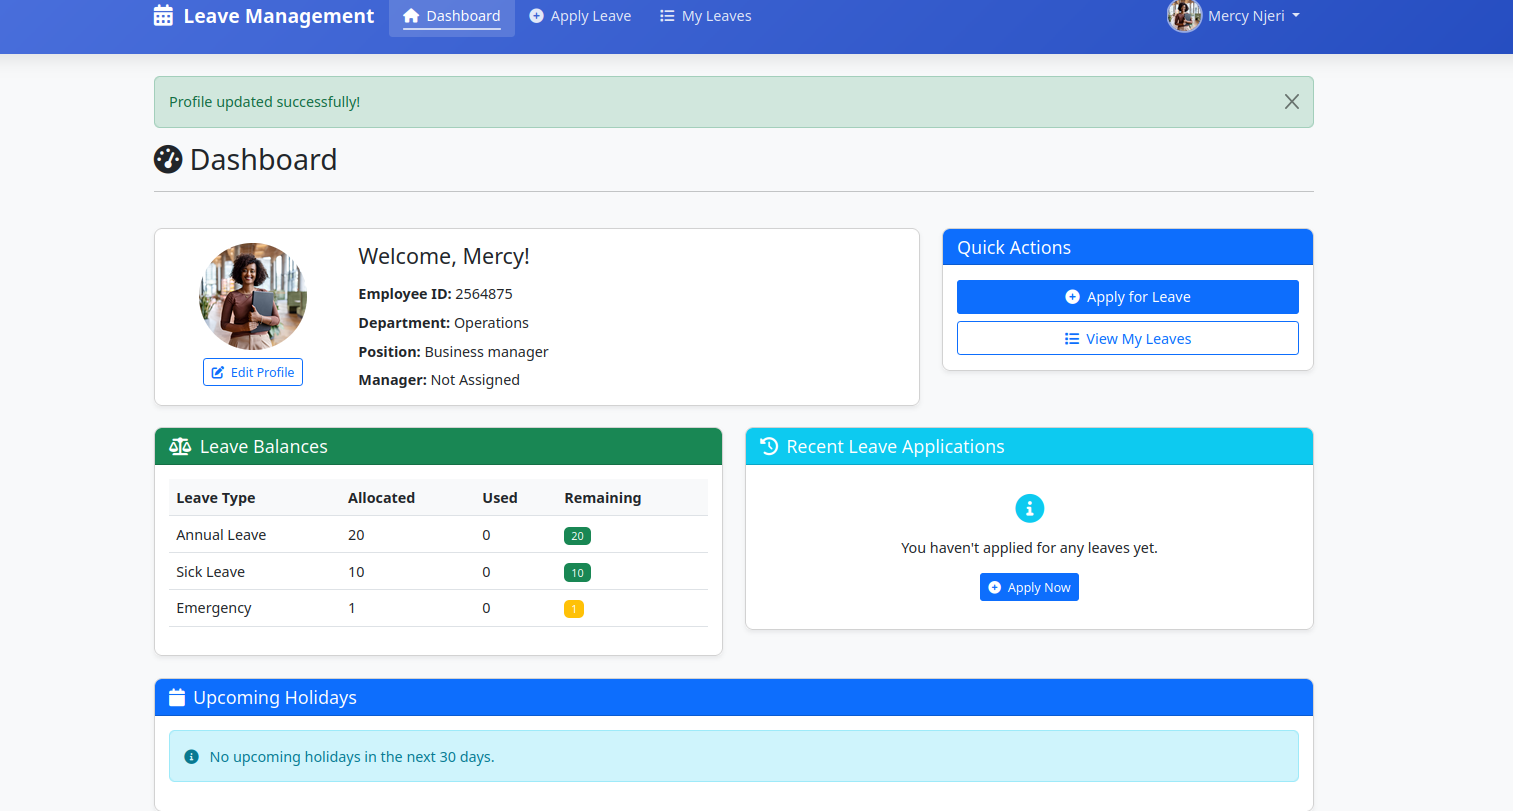 Leave Management Dashboard Apply Leave My Leaves Mercy Njeri
Profile updated successfully!
Dashboard
Welcome, Mercy!
Employee ID: 2564875
Department: Operations
Position: Business manager
Manager: Not Assigned
Edit Profile
Quick Actions
Apply for Leave
View My Leaves
Leave Balances
Leave Type Allocated Used Remaining
Annual Leave 20 0 20
Sick Leave 10 0 10
Emergency 1 0 1
Recent Leave Applications
You haven't applied for any leaves yet.
Apply Now
Upcoming Holidays
No upcoming holidays in the next 30 days.